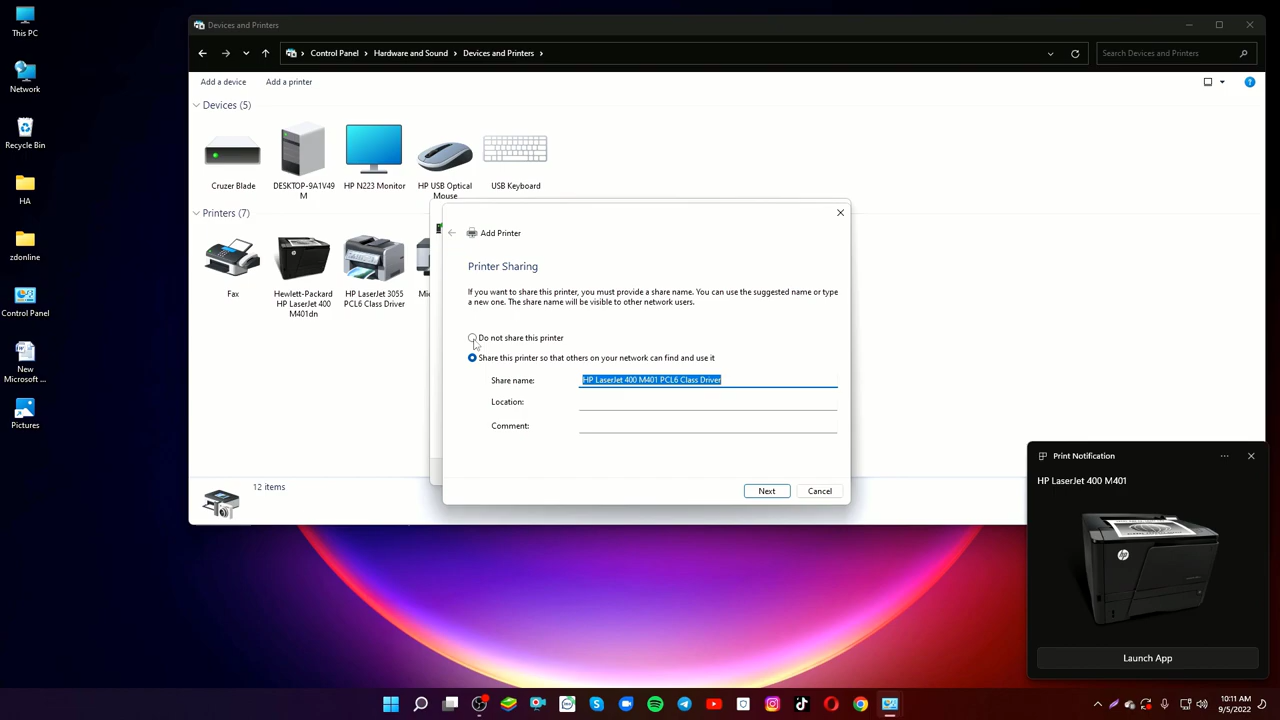 This PC
Network
Recycle Bin
HA
zdonline
Control Panel
New
Microsoft ...
Pictures
Devices and Printers
Control Panel
Hardware and Sound
Devices and Printers
Search Devices and Printers
Add a device
Add a printer
Devices (5)
Cruzer Blade
DESKTOP-9A1V49
M
HP N223 Monitor
HP USB Optical
Mouse
USB Keyboard
Printers (7)
Fax
Hewlett-Packard
HP LaserJet 400
M401dn
HP LaserJet 3055
PCL6 Class Driver
12 items
Add Printer
Printer Sharing
If you want to share this printer, you must provide a share name. You can use the suggested name or type
a new one. The share name will be visible to other network users.
Do not share this printer
Share this printer so that others on your network can find and use it
Share name:
HP LaserJet 400 M401 PCL6 Class Driver
Location:
Comment:
Next
Cancel
Print Notification
HP LaserJet 400 M401
hp
Launch App
10:11 AM
9/5/2022